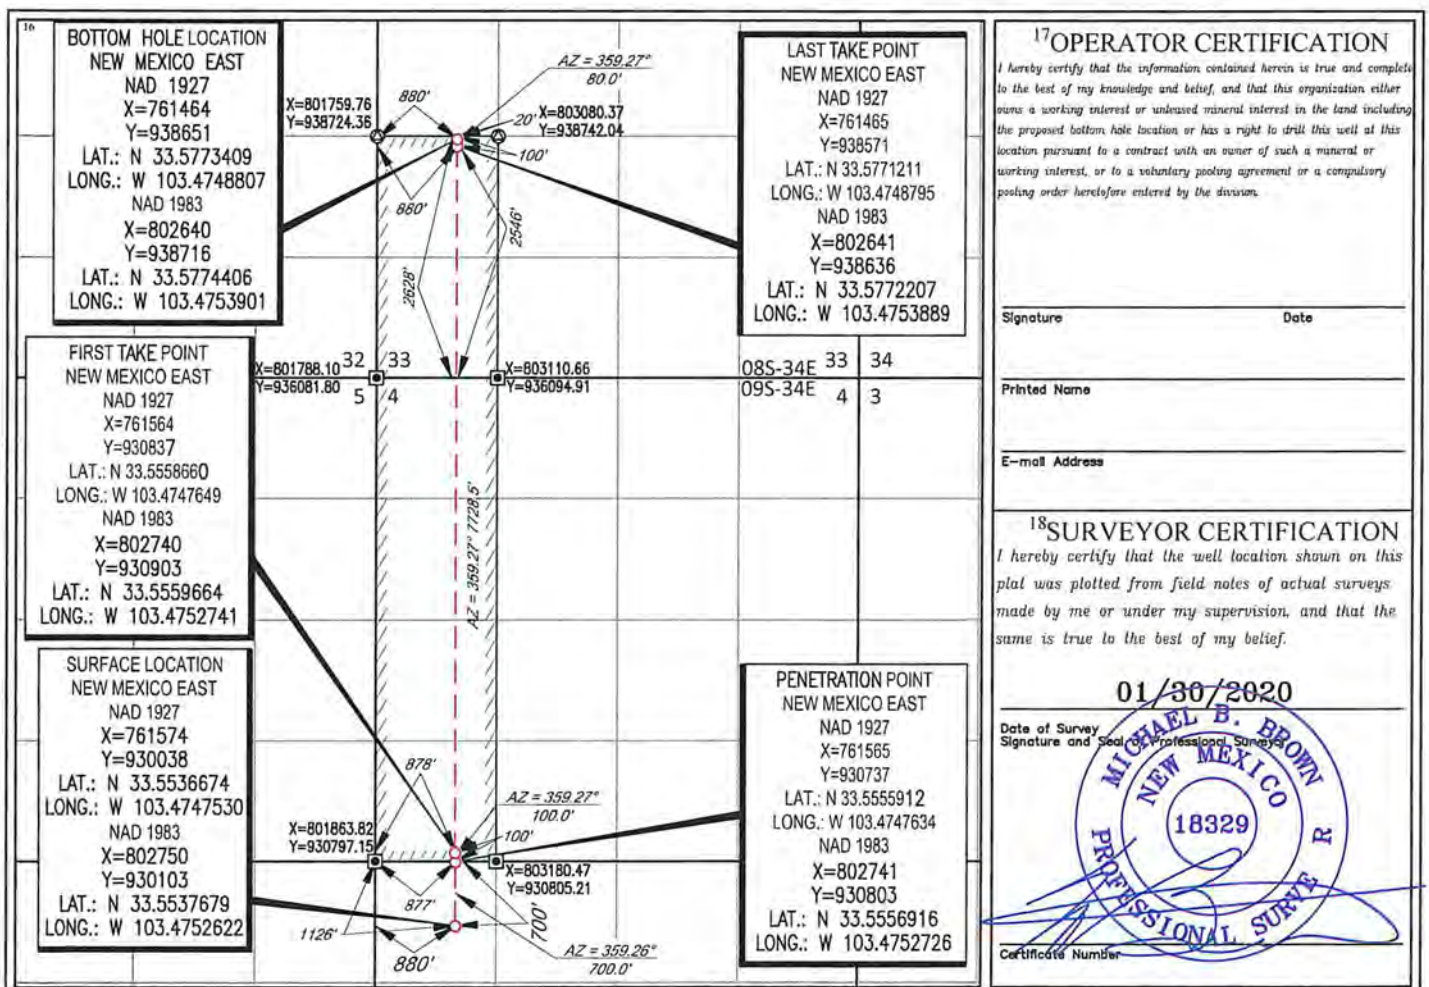 16
BOTTOM HOLE LOCATION
NEW MEXICO EAST
NAD 1927
X=761464
Y=938651
LAT.: N 33.5773409
LONG.: W 103.4748807
NAD 1983
X=802640
Y=938716
LAT.: N 33.5774406
LONG.: W 103.4753901
FIRST TAKE POINT
NEW MEXICO EAST
NAD 1927
X=761564
Y=930837
LAT.: N 33.5558660
LONG.: W 103.4747649
NAD 1983
X=802740
Y=930903
LAT.: N 33.5559664
LONG.: W 103.4752741
SURFACE LOCATION
NEW MEXICO EAST
NAD 1927
X=761574
Y=930038
LAT.: N 33.5536674
LONG.: W 103.4747530
NAD 1983
X=802750
Y=930103
LAT.: N 33.5537679
LONG.: W 103.4752622
AZ = 359.27°
80.0'
X=801759.76
Y=938724.36
880'
20'
X=803080.37
Y=938742.04
100'
880'
2546'
2628'
X=801788.10
Y=936081.80
32 33
5 4
X=803110.66
Y=936094.91
08S-34E 33 34
09S-34E 4 3
AZ = 359.27° 7728.5'
878'
AZ = 359.27°
100.0'
100'
X=801863.82
Y=930797.15
X=803180.47
Y=930805.21
877'
1126'
880'
700'
AZ = 359.26°
700.0'
LAST TAKE POINT
NEW MEXICO EAST
NAD 1927
X=761465
Y=938571
LAT.: N 33.5771211
LONG.: W 103.4748795
NAD 1983
X=802641
Y=938636
LAT.: N 33.5772207
LONG.: W 103.4753889
PENETRATION POINT
NEW MEXICO EAST
NAD 1927
X=761565
Y=930737
LAT.: N 33.5555912
LONG.: W 103.4747634
NAD 1983
X=802741
Y=930803
LAT.: N 33.5556916
LONG.: W 103.4752726
17 OPERATOR CERTIFICATION
I hereby certify that the information contained herein is true and complete
to the best of my knowledge and belief, and that this organization either
owns a working interest or unleased mineral interest in the land including
the proposed bottom hole location or has a right to drill this well at this
location pursuant to a contract with an owner of such a mineral or
working interest, or to a voluntary pooling agreement or a compulsory
pooling order heretofore entered by the division.
Signature Date
Printed Name
E-mail Address
18 SURVEYOR CERTIFICATION
I hereby certify that the well location shown on this
plat was plotted from field notes of actual surveys
made by me or under my supervision, and that the
same is true to the best of my belief.
01/30/2020
Date of Survey
Signature and Seal of Professional Surveyor
MICHAEL B. BROWN
NEW MEXICO
18329
PROFESSIONAL SURVE R
Certificate Number